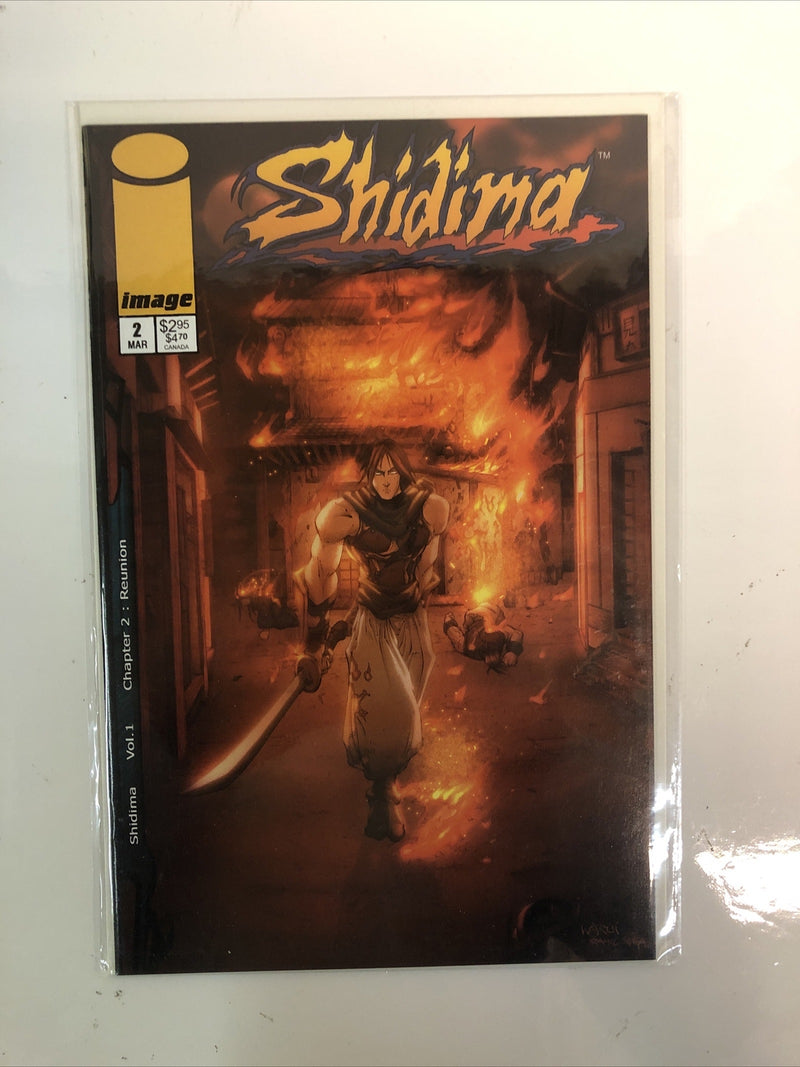 Shidima
TM
image
2
MAR
$2.95
$4.70
CANADA
Shidima Vol.1 Chapter 2 : Reunion